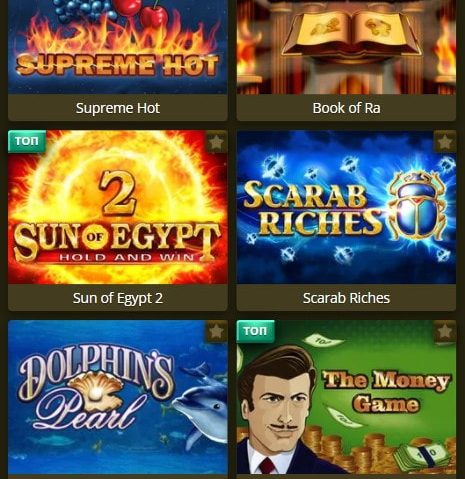 SUPREME HOT
Supreme Hot
Book of Ra
ТОП
2
SUN OF EGYPT
HOLD AND WIN
Sun of Egypt 2
SCARAB
RICHES
Scarab Riches
DOLPHIN'S
Pearl
ТОП
The Money
Game